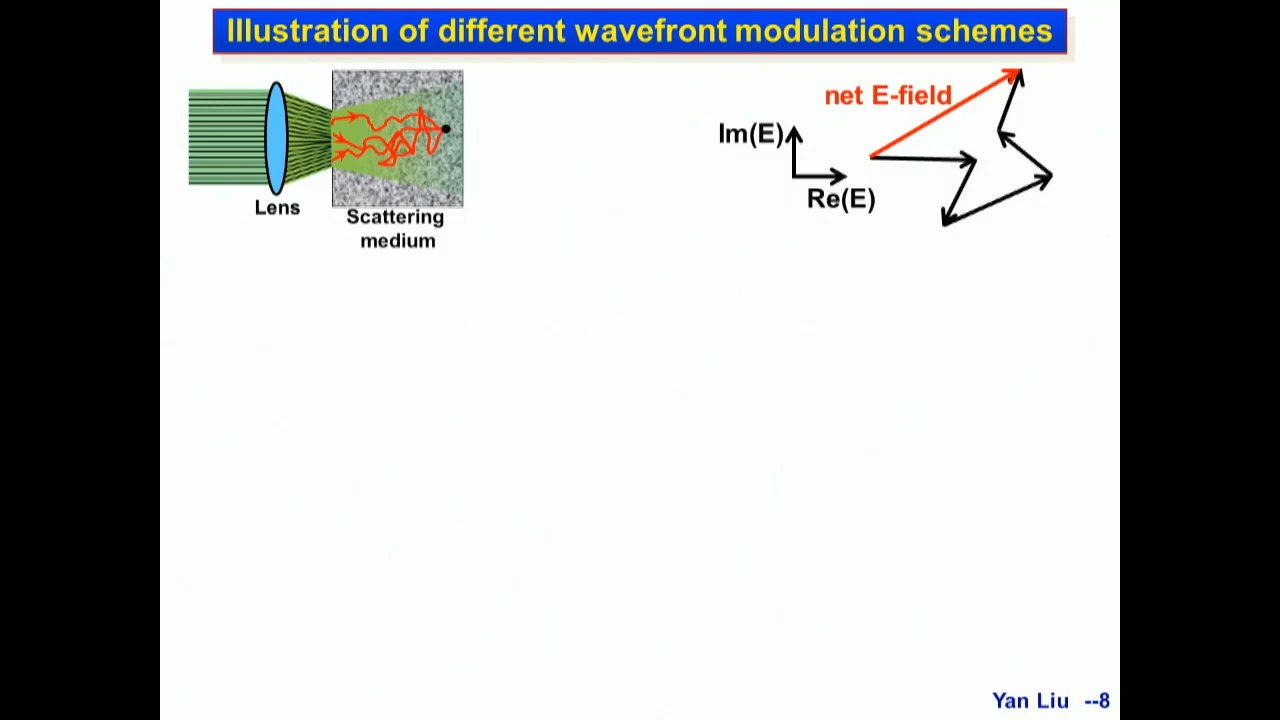 Illustration of different wavefront modulation schemes
net E-field
Im(E)
Re(E)
Lens
Scattering
medium
Yan Liu --8